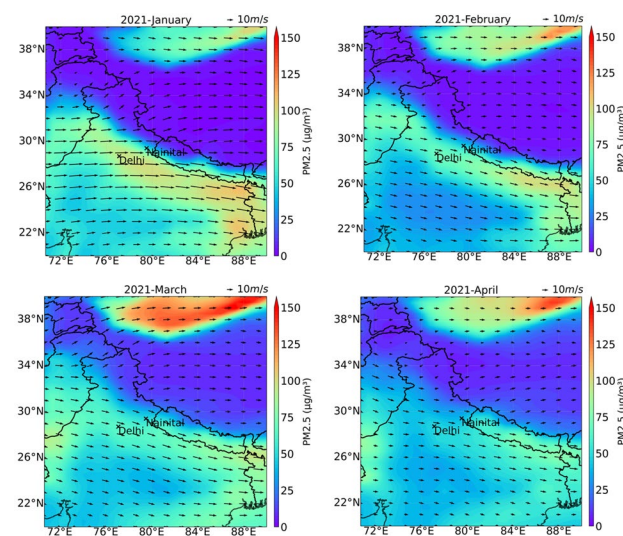 2021-January
→ 10m/s
38°N
34°N
30°N
26°N
22°N
72°E 76°E 80°E 84°E 88°E
Nainital
Delhi
150
125
100
75
50
25
0
PM2.5 (µg/m³)
2021-February
→ 10m/s
38°N
34°N
30°N
26°N
22°N
72°E 76°E 80°E 84°E 88°E
Nainital
Delhi
150
125
100
75
50
25
0
PM2.5 (µg/m³)
2021-March
→ 10m/s
38°N
34°N
30°N
26°N
22°N
72°E 76°E 80°E 84°E 88°E
Nainital
Delhi
150
125
100
75
50
25
0
PM2.5 (µg/m³)
2021-April
→ 10m/s
38°N
34°N
30°N
26°N
22°N
72°E 76°E 80°E 84°E 88°E
Nainital
Delhi
150
125
100
75
50
25
0
PM2.5 (µg/m³)